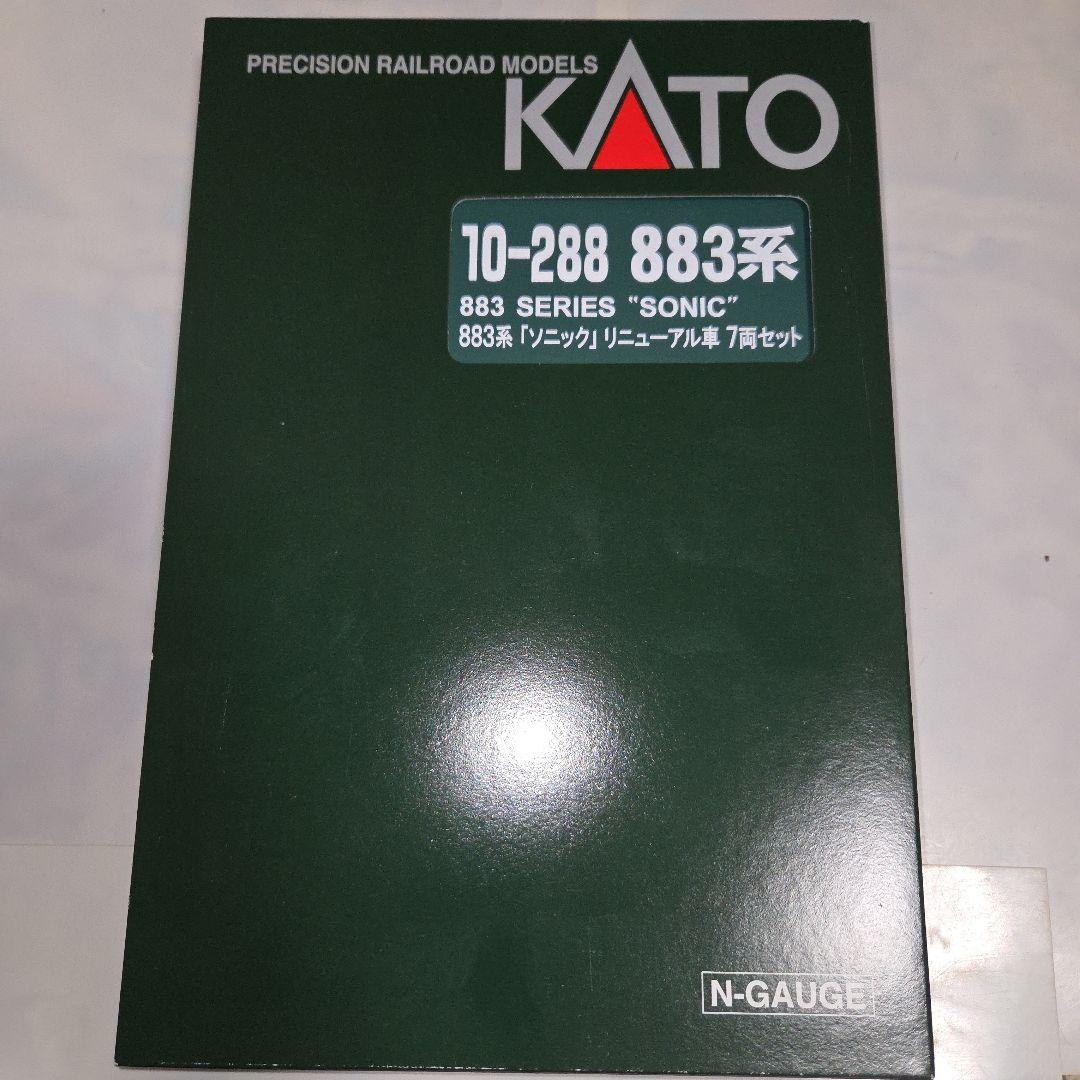 PRECISION RAILROAD MODELS
KATO
10-288 883系
883 SERIES “SONIC”
883系「ソニック」リニューアル車 7両セット
N-GAUGE